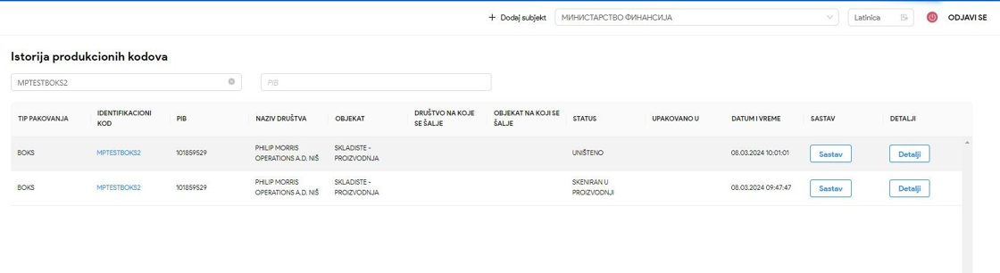 + Dodaj subjekt МИНИСТАРСТВО ФИНАНСИЈА Latinica ODJAVI SE
Istorija produkcionih kodova
MPTESTBOKS2 PIB
TIP PAKOVANJA IDENTIFIKACIONI KOD PIB NAZIV DRUŠTVA OBJEKAT DRUŠTVO NA KOJE SE ŠALJE OBJEKAT NA KOJI SE ŠALJE STATUS UPAKOVANO U DATUM I VREME SASTAV DETALJI
BOKS MPTESTBOKS2 101859529 PHILIP MORRIS OPERATIONS A.D. NIŠ SKLADISTE - PROIZVODNJA UNIŠTENO 08.03.2024 10:01:01 Sastav Detalji
BOKS MPTESTBOKS2 101859529 PHILIP MORRIS OPERATIONS A.D. NIŠ SKLADISTE - PROIZVODNJA SKENIRAN U PROIZVODNJI 08.03.2024 09:47:47 Sastav Detalji